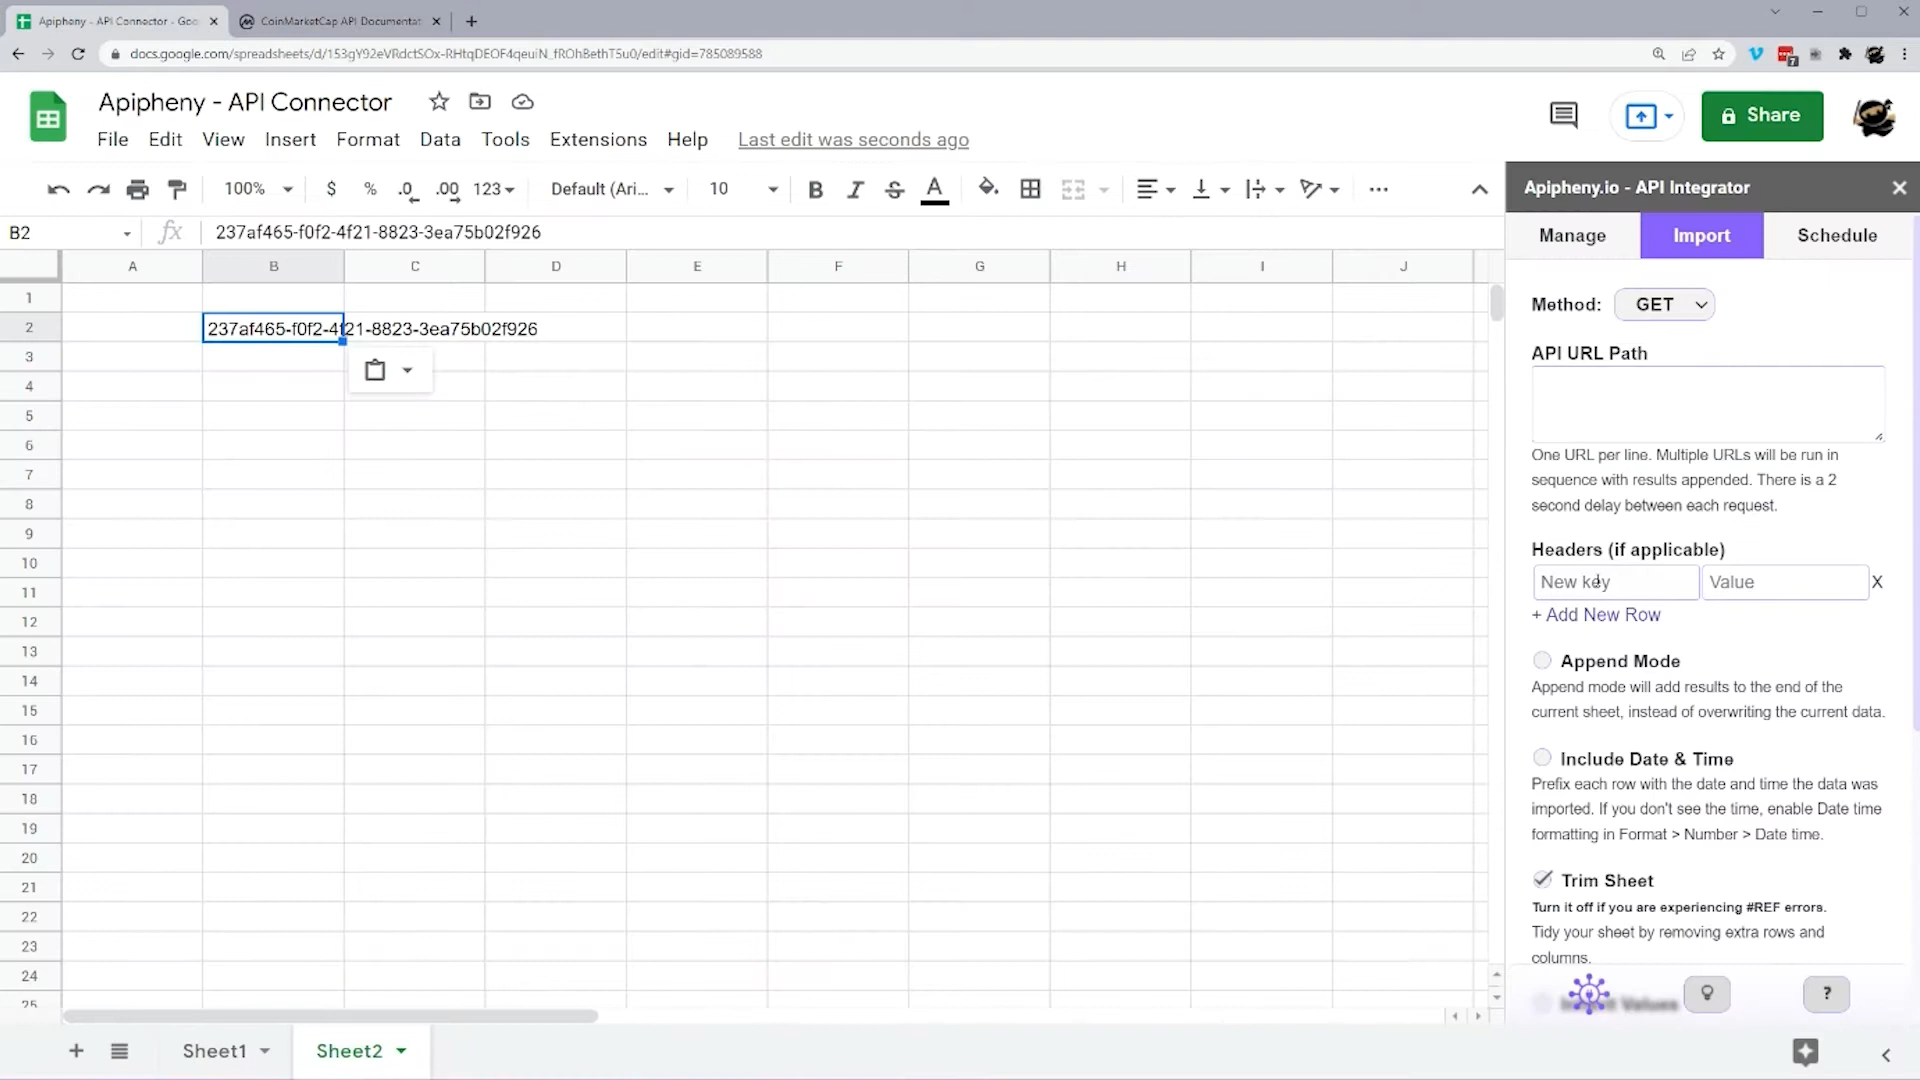 Apipheny - API Connector - Goo
CoinMarketCap API Documentat
docs.google.com/spreadsheets/d/153gY92eVRdctSOx-RHtqDEOF4qeuiN_fROhBethT5u0/edit#gid=785089588
7
Apipheny - API Connector
File Edit View Insert Format Data Tools Extensions Help Last edit was seconds ago
Share
100% $ % .0 .00 123 Default (Ari... 10 B I S A
B2 fx 237af465-f0f2-4f21-8823-3ea75b02f926
A B C D E F G H I J
1
2 237af465-f0f2-4f21-8823-3ea75b02f926
3
4
5
6
7
8
9
10
11
12
13
14
15
16
17
18
19
20
21
22
23
24
25
Apipheny.io - API Integrator
Manage Import Schedule
Method: GET
API URL Path
One URL per line. Multiple URLs will be run in
sequence with results appended. There is a 2
second delay between each request.
Headers (if applicable)
New key Value X
+ Add New Row
Append Mode
Append mode will add results to the end of the
current sheet, instead of overwriting the current data.
Include Date & Time
Prefix each row with the date and time the data was
imported. If you don't see the time, enable Date time
formatting in Format > Number > Date time.
Trim Sheet
Turn it off if you are experiencing #REF errors.
Tidy your sheet by removing extra rows and
columns.
Values
?
Sheet1 Sheet2